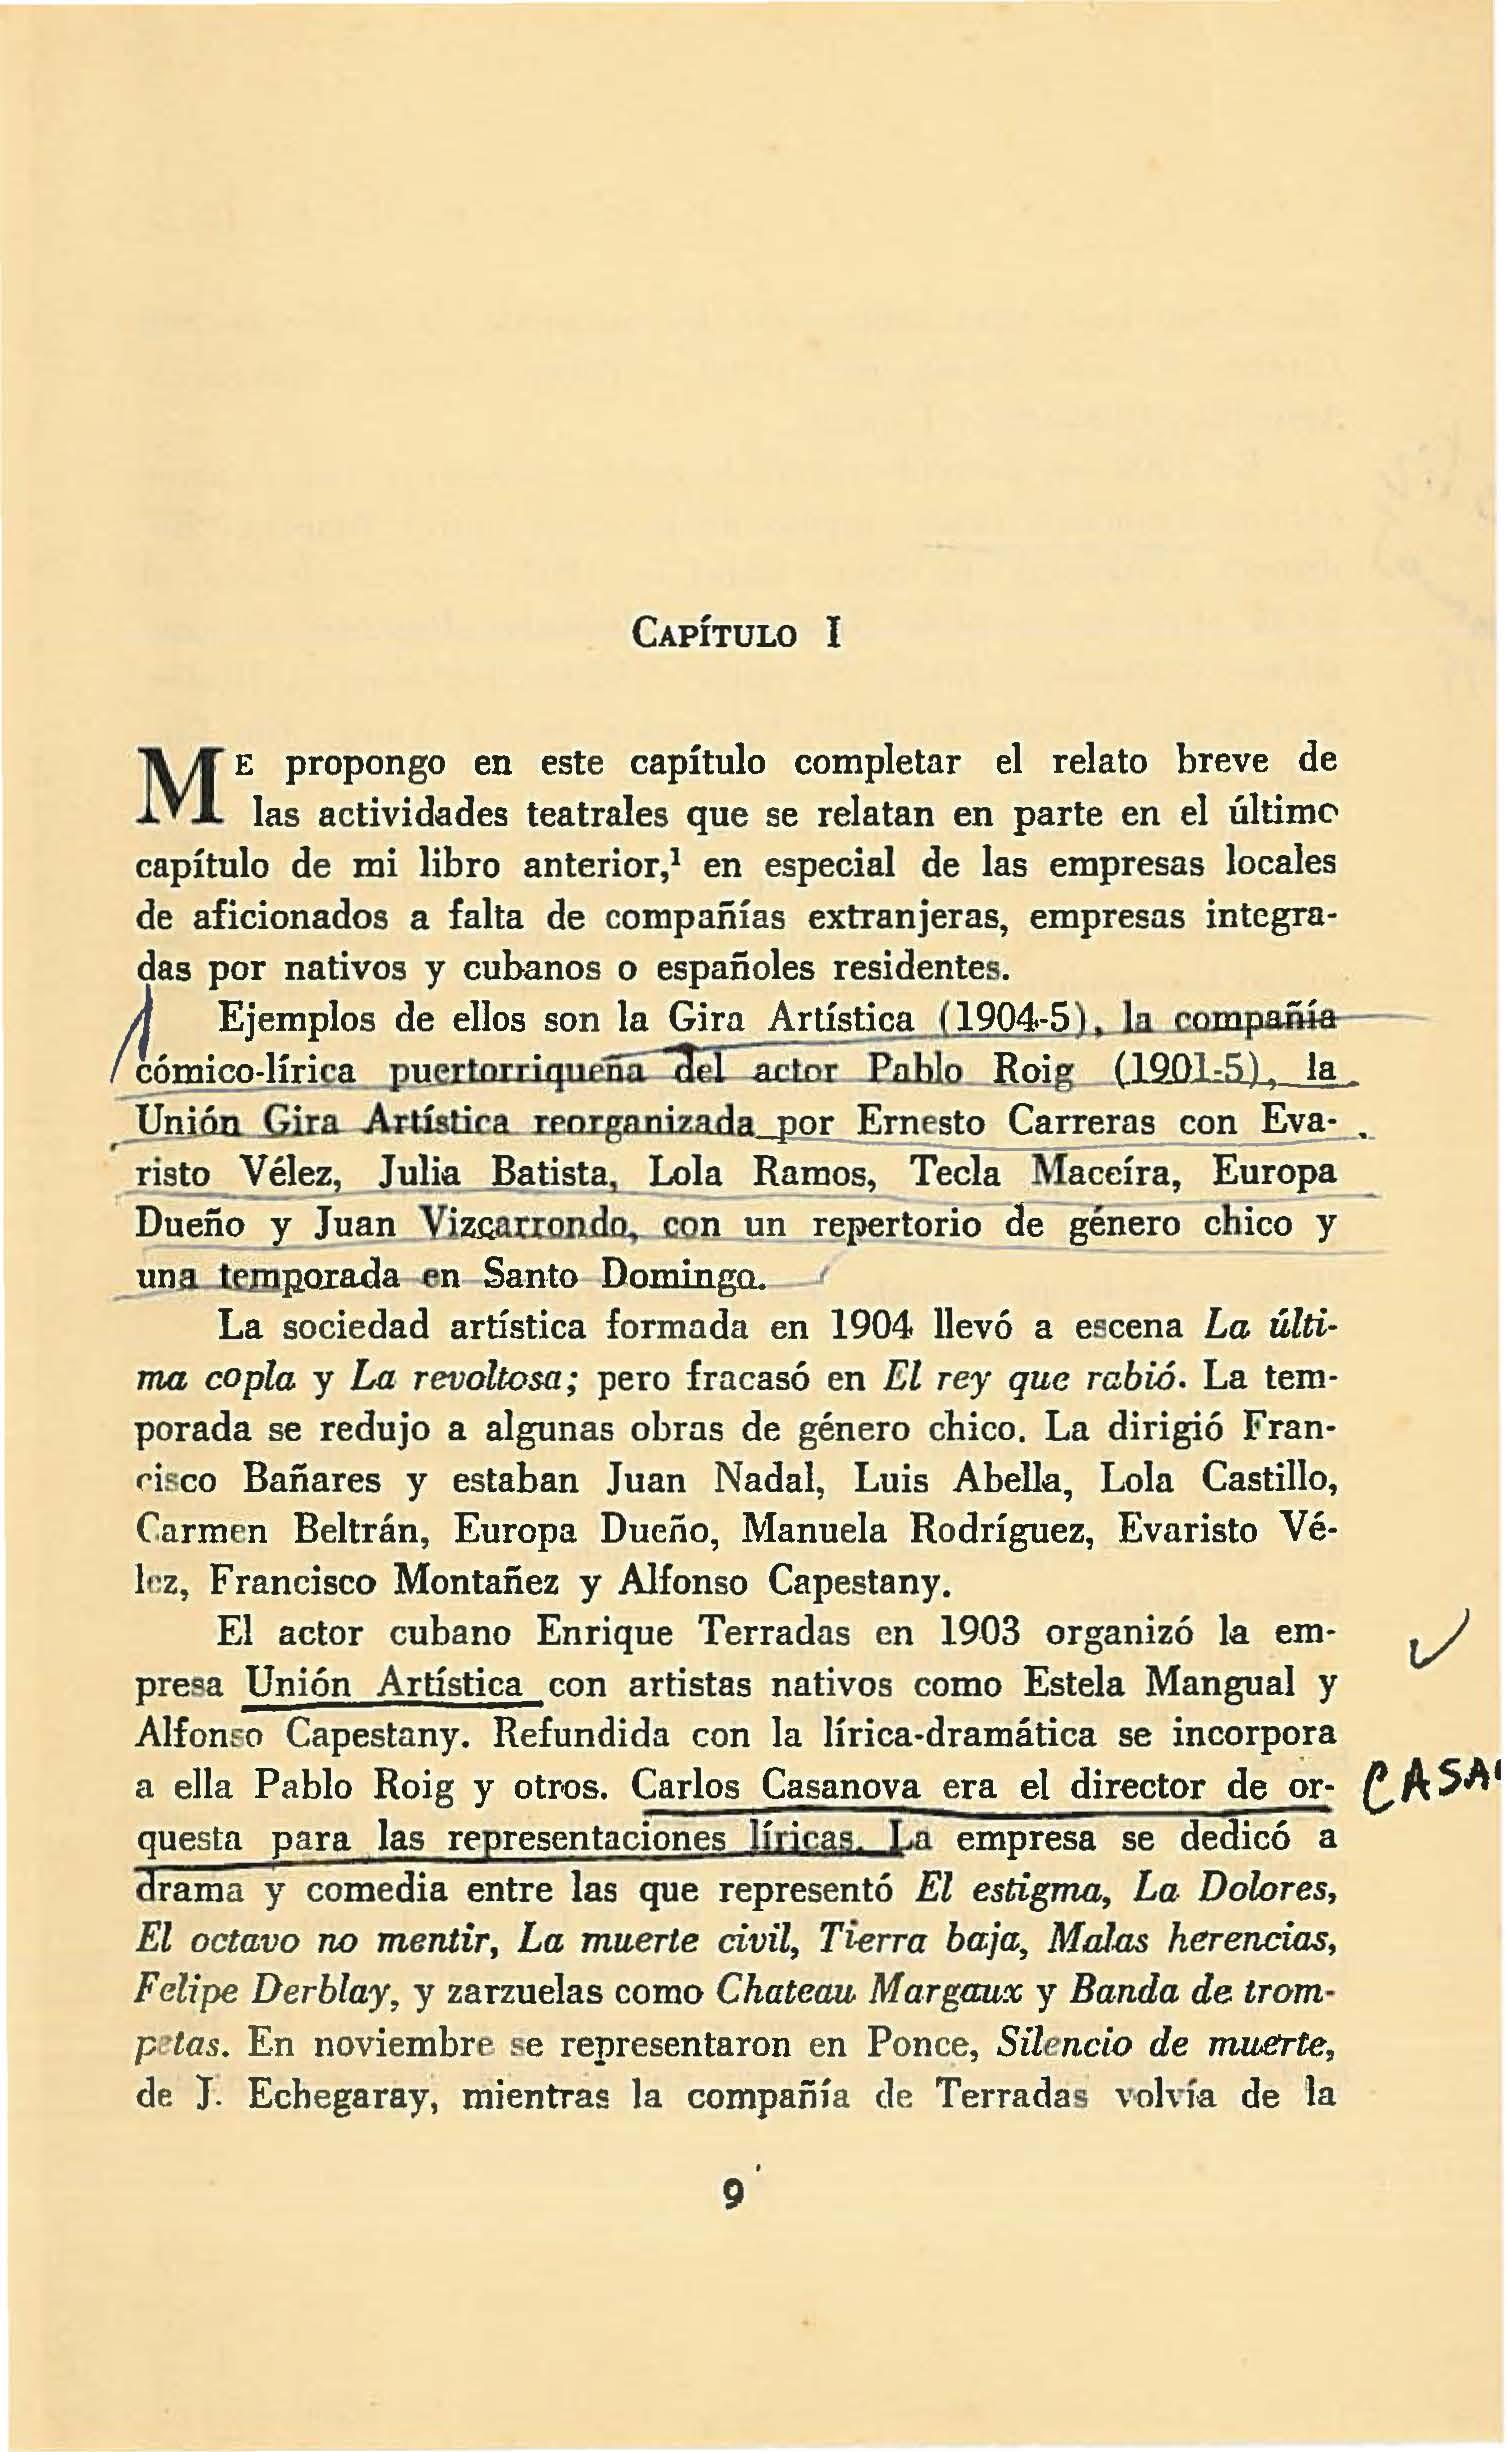 CAPÍTULO I
ME propongo en este capítulo completar el relato breve de
las actividades teatrales que se relatan en parte en el último
capítulo de mi libro anterior,¹ en especial de las empresas locales
de aficionados a falta de compañías extranjeras, empresas integra-
das por nativos y cubanos o españoles residentes.
Ejemplos de ellos son la Gira Artística (1904-5), la compañía
cómico-lírica puertorriqueña del actor Pablo Roig (1901-5), la
Unión Gira Artística reorganizada por Ernesto Carreras con Eva-
risto Vélez, Julia Batista, Lola Ramos, Tecla Maceíra, Europa
Dueño y Juan Vizcarrondo, con un repertorio de género chico y
una temporada en Santo Domingo.
La sociedad artística formada en 1904 llevó a escena La últi-
ma copla y La revoltosa; pero fracasó en El rey que rabió. La tem-
porada se redujo a algunas obras de género chico. La dirigió Fran-
cisco Bañares y estaban Juan Nadal, Luis Abella, Lola Castillo,
Carmen Beltrán, Europa Dueño, Manuela Rodríguez, Evaristo Vé-
lez, Francisco Montañez y Alfonso Capestany.
El actor cubano Enrique Terradas en 1903 organizó la em-
presa Unión Artística con artistas nativos como Estela Mangual y
Alfonso Capestany. Refundida con la lírica-dramática se incorpora
a ella Pablo Roig y otros. Carlos Casanova era el director de or-
CASA
questa para las representaciones líricas. La empresa se dedicó a
drama y comedia entre las que representó El estigma, La Dolores,
El octavo no mentir, La muerte civil, Tierra baja, Malas herencias,
Felipe Derblay, y zarzuelas como Chateau Margaux y Banda de trom-
petas. En noviembre se representaron en Ponce, Silencio de muerte,
de J. Echegaray, mientras la compañía de Terradas volvía de la
9